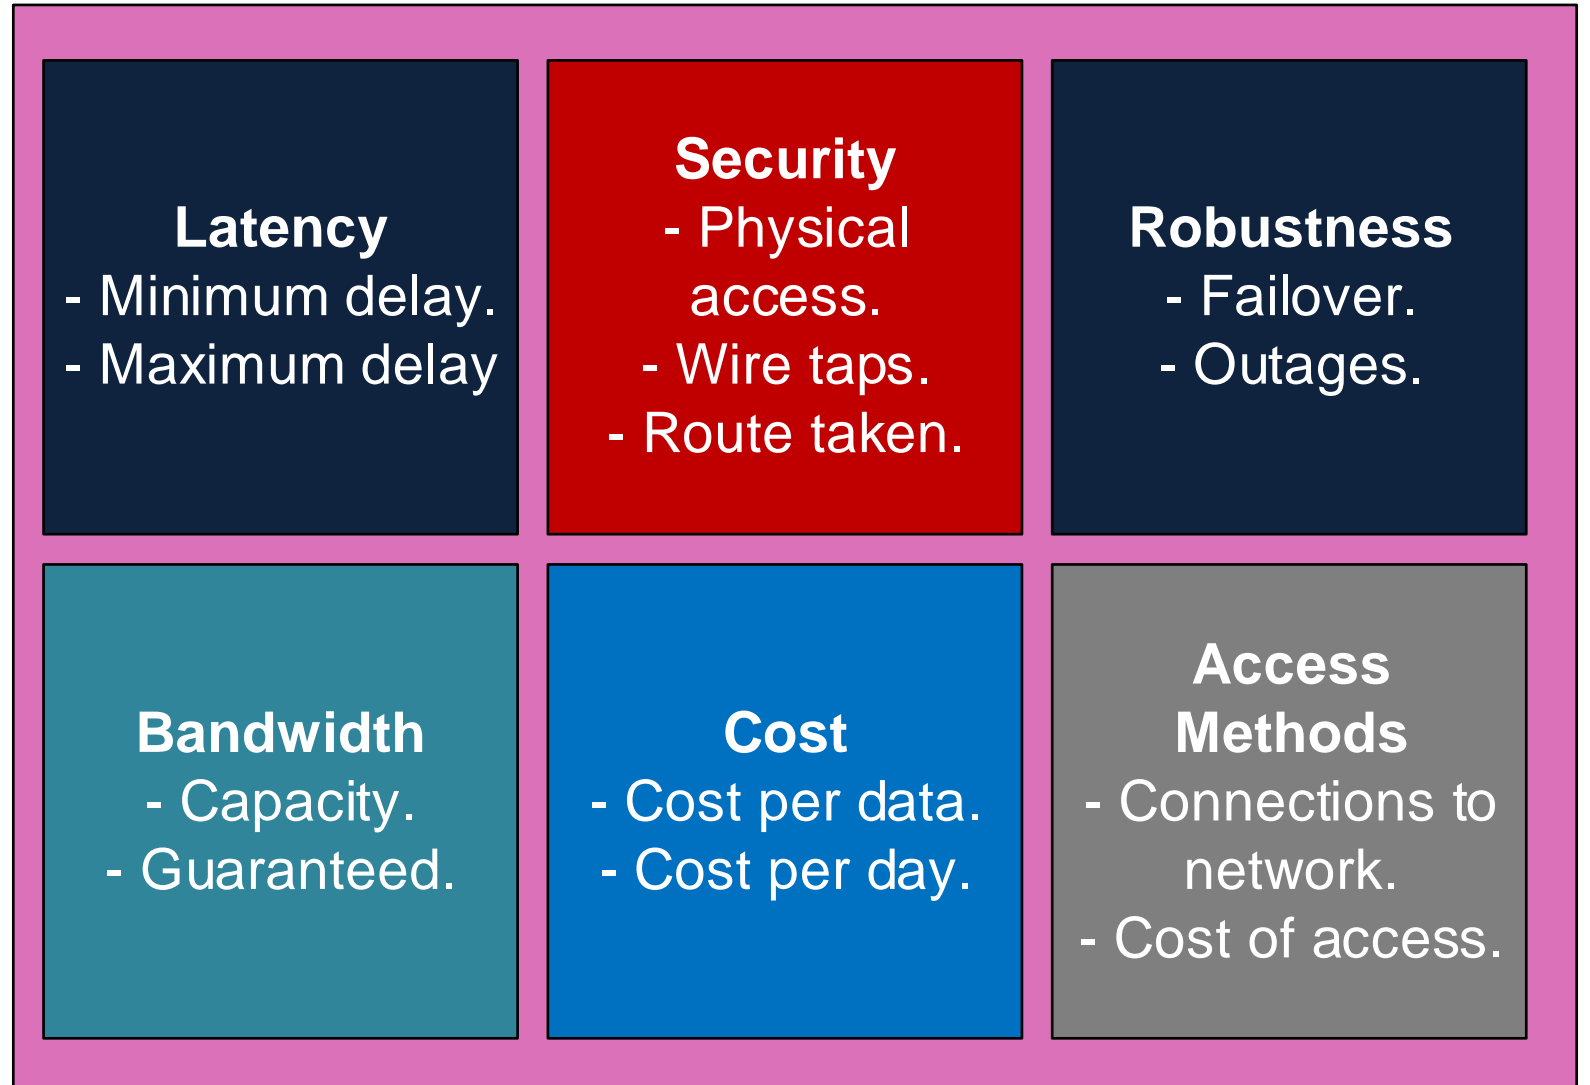 Latency
- Minimum delay.
- Maximum delay
Security
- Physical
access.
- Wire taps.
- Route taken.
Robustness
- Failover.
- Outages.
Bandwidth
- Capacity.
- Guaranteed.
Cost
- Cost per data.
- Cost per day.
Access
Methods
- Connections to
network.
- Cost of access.